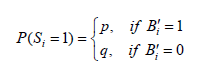 P(S_i = 1) = { p, if B'_i = 1
q, if B'_i = 0